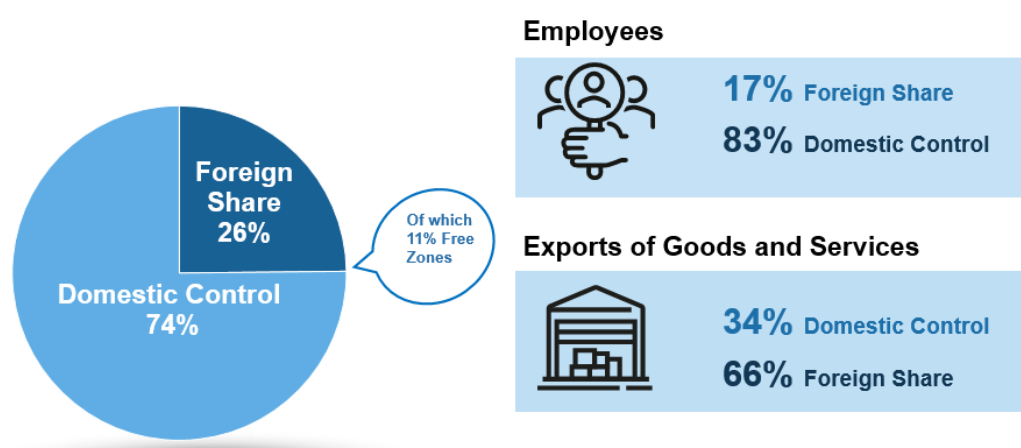 Foreign
Share
26%
Domestic Control
74%
Of which
11% Free
Zones
Employees
17% Foreign Share
83% Domestic Control
Exports of Goods and Services
34% Domestic Control
66% Foreign Share